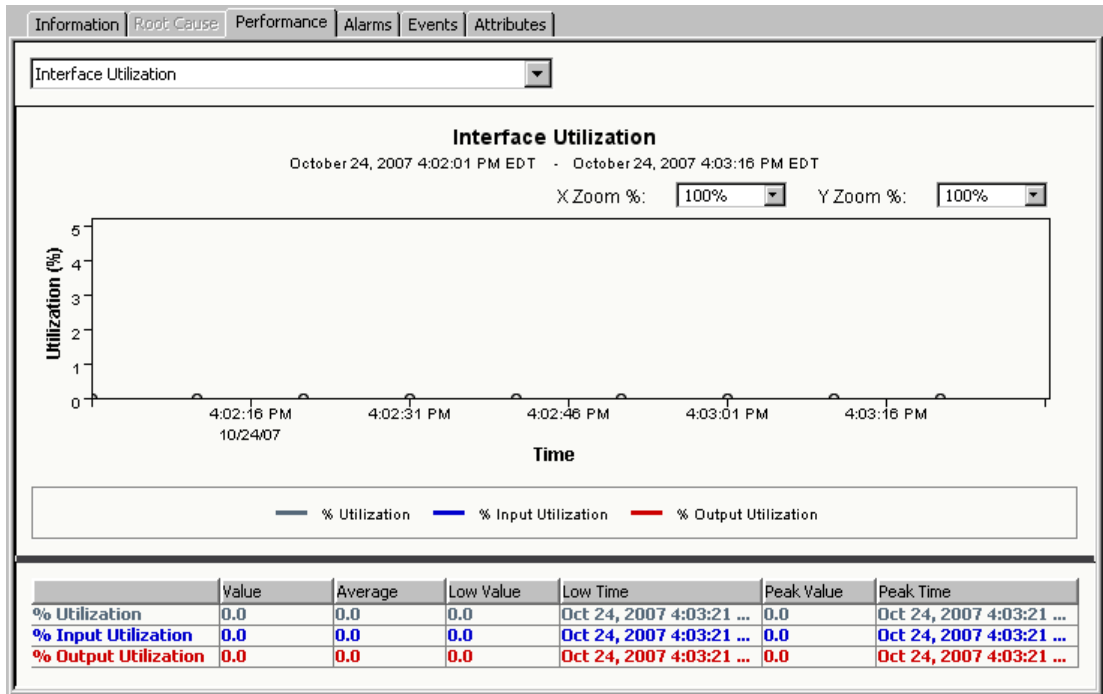 Information Root Cause Performance Alarms Events Attributes
Interface Utilization
Interface Utilization
October 24, 2007 4:02:01 PM EDT - October 24, 2007 4:03:16 PM EDT
X Zoom %: 100% Y Zoom %: 100%
Utilization (%)
5
4
3
2
1
0
4:02:16 PM 4:02:31 PM 4:02:46 PM 4:03:01 PM 4:03:16 PM
10/24/07
Time
% Utilization % Input Utilization % Output Utilization
Value Average Low Value Low Time Peak Value Peak Time
% Utilization 0.0 0.0 0.0 Oct 24, 2007 4:03:21 ... 0.0 Oct 24, 2007 4:03:21 ...
% Input Utilization 0.0 0.0 0.0 Oct 24, 2007 4:03:21 ... 0.0 Oct 24, 2007 4:03:21 ...
% Output Utilization 0.0 0.0 0.0 Oct 24, 2007 4:03:21 ... 0.0 Oct 24, 2007 4:03:21 ...